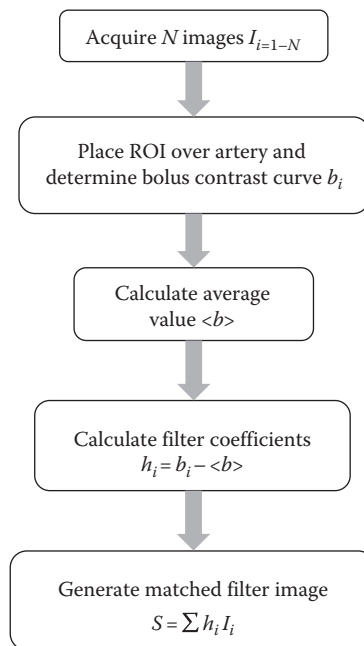 Acquire N images I_{i=1–N}
Place ROI over artery and
determine bolus contrast curve b_i
Calculate average
value <b>
Calculate filter coefficients
h_i = b_i – <b>
Generate matched filter image
S = ∑ h_i I_i